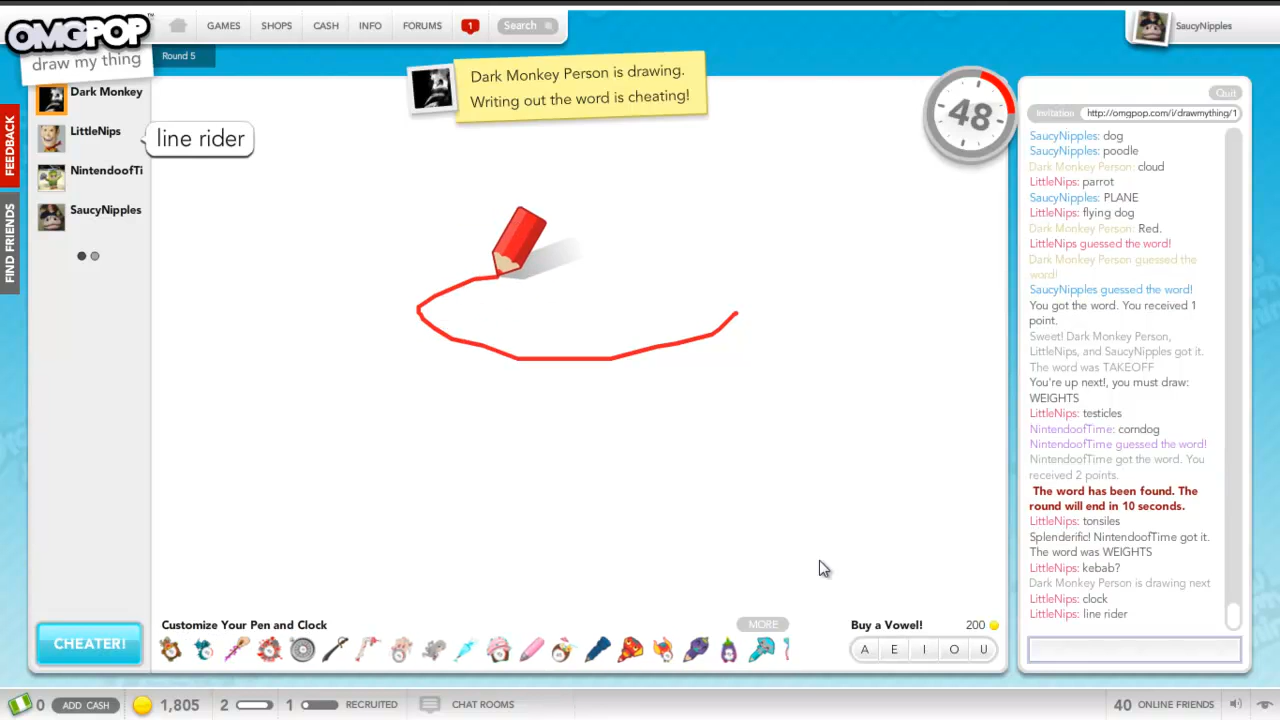 OMGPOP™
draw my thing
GAMES SHOPS CASH INFO FORUMS 1 Search
SaucyNipples
Round 5
Dark Monkey Person is drawing.
Writing out the word is cheating!
48
FEEDBACK
FIND FRIENDS
Dark Monkey
LittleNips
line rider
NintendoofTi
SaucyNipples
CHEATER!
Quit
Invitation http://omgpop.com/i/drawmything/1
SaucyNipples: dog
SaucyNipples: poodle
Dark Monkey Person: cloud
LittleNips: parrot
SaucyNipples: PLANE
LittleNips: flying dog
Dark Monkey Person: Red.
LittleNips guessed the word!
Dark Monkey Person guessed the
word!
SaucyNipples guessed the word!
You got the word. You received 1
point.
Sweet! Dark Monkey Person,
LittleNips, and SaucyNipples got it.
The word was TAKEOFF
You're up next!, you must draw:
WEIGHTS
LittleNips: testicles
NintendoofTime: corndog
NintendoofTime guessed the word!
NintendoofTime got the word. You
received 2 points.
The word has been found. The
round will end in 10 seconds.
LittleNips: tonsiles
Splenderific! NintendoofTime got it.
The word was WEIGHTS
LittleNips: kebab?
Dark Monkey Person is drawing next
LittleNips: clock
LittleNips: line rider
Customize Your Pen and Clock MORE
Buy a Vowel! 200
A E I O U
0 ADD CASH 1,805 2 1 RECRUITED CHAT ROOMS 40 ONLINE FRIENDS